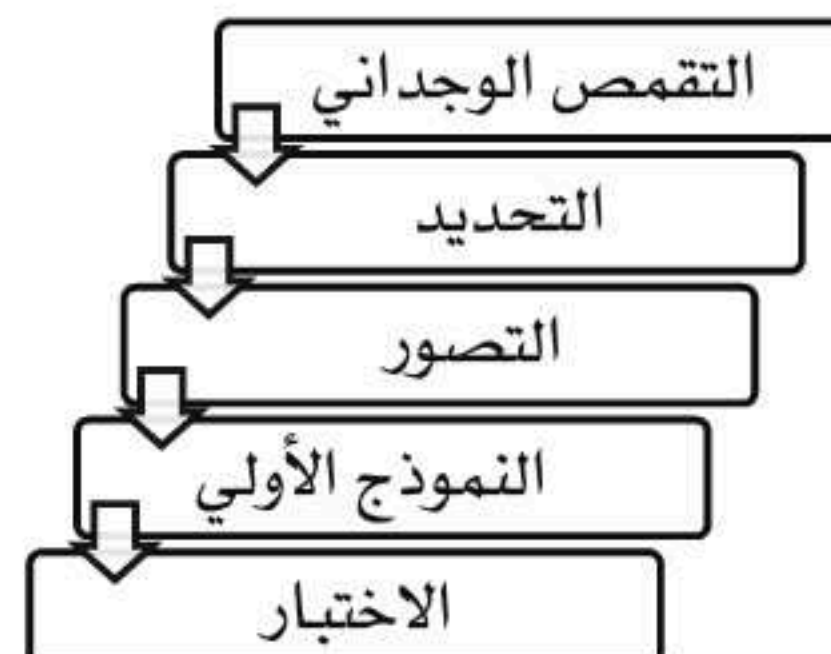 التقمص الوجداني
التحديد
التصور
النموذج الأولي
الاختبار